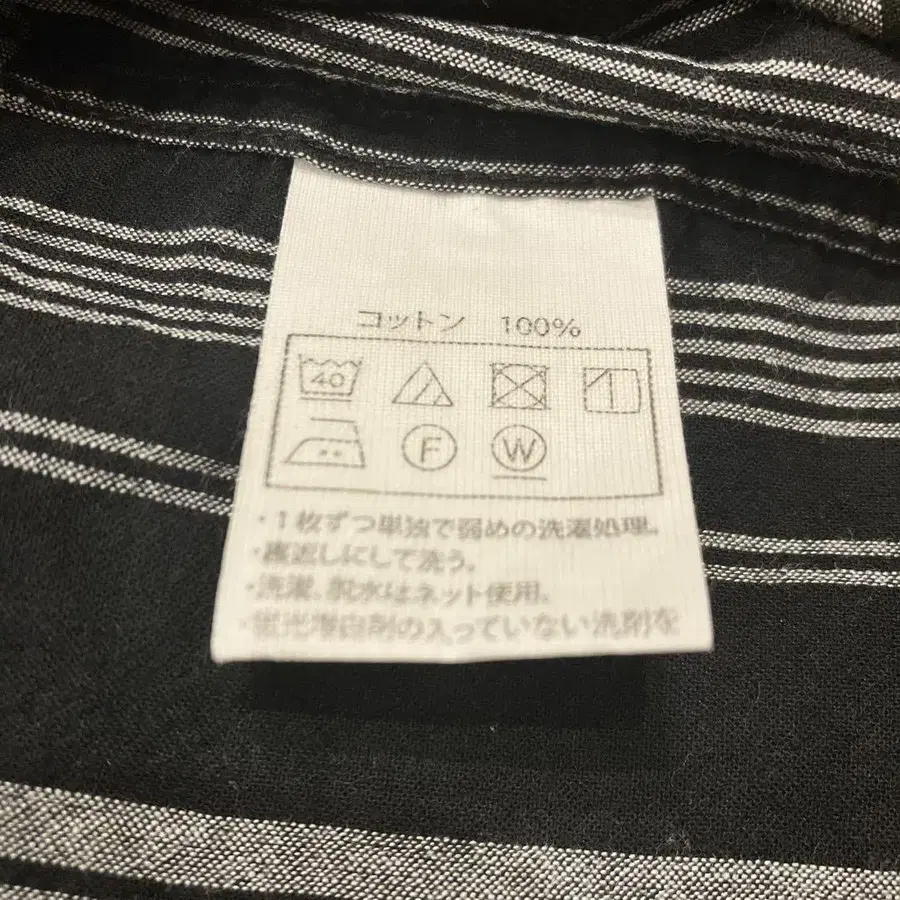 コットン 100%
40
F W
・1枚ずつ単独で弱めの洗濯処理。
・裏返しにして洗う。
・洗濯、脱水はネット使用。
・蛍光増白剤の入っていない洗剤を